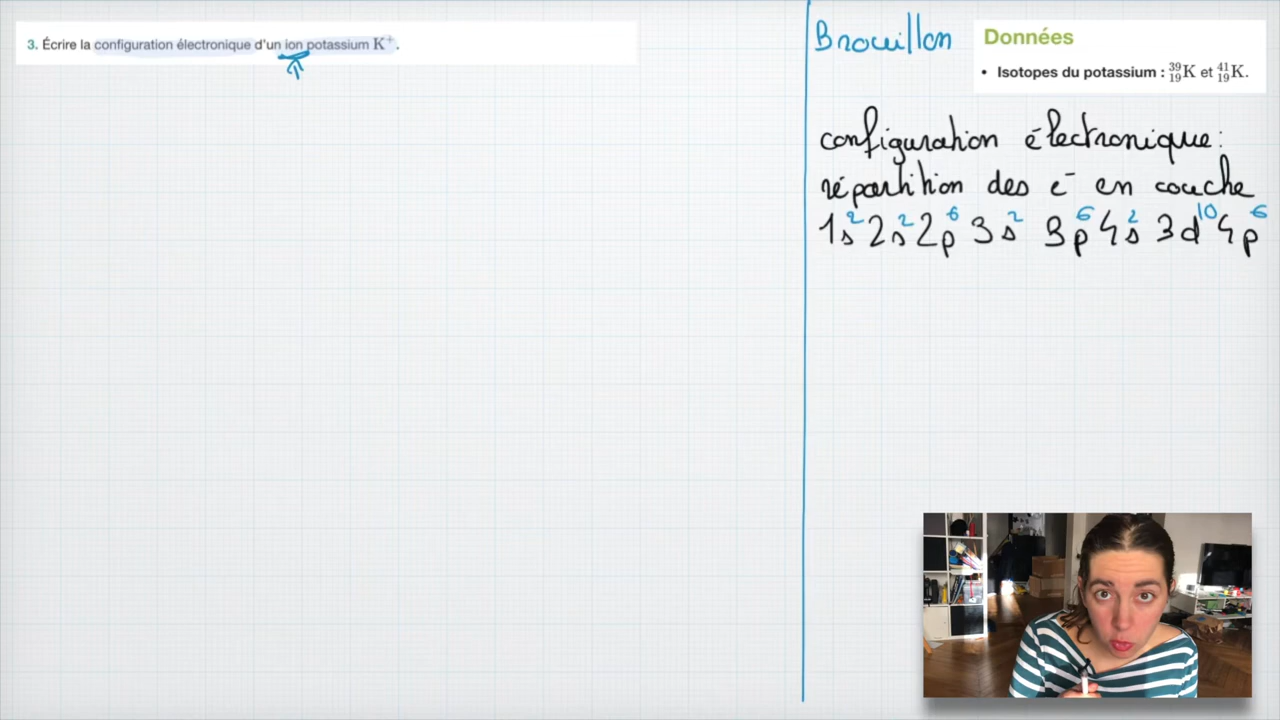 3. Écrire la configuration électronique d'un ion potassium K⁺.
Brouillon
Données
• Isotopes du potassium : ³⁹₁₉K et ⁴¹₁₉K.
configuration électronique :
répartition des e⁻ en couche
1s² 2s² 2p⁶ 3s² 3p⁶ 4s² 3d¹⁰ 4p⁶